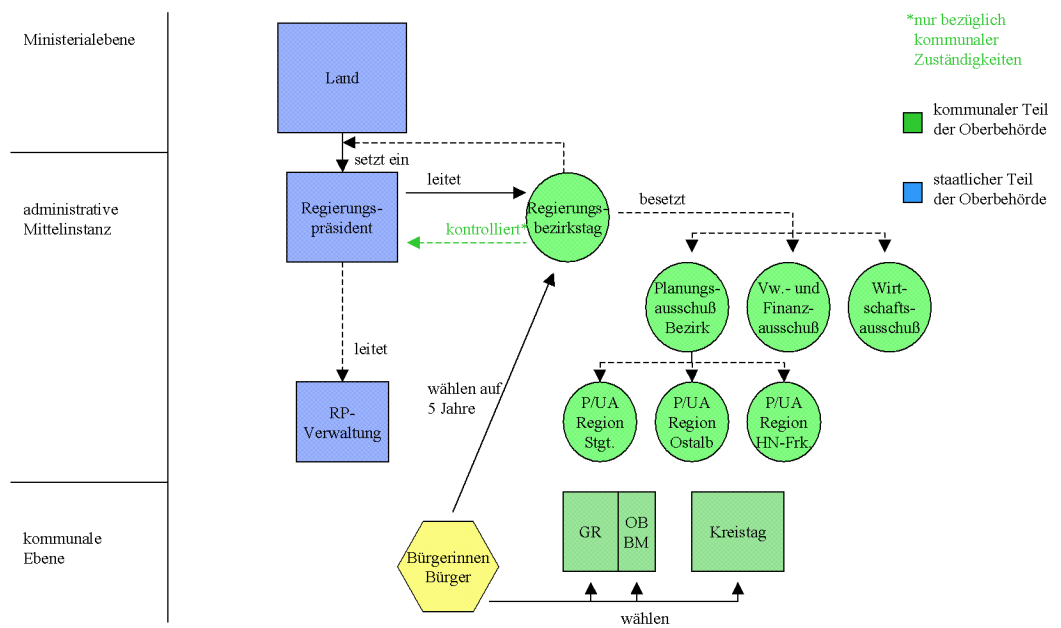 Ministerialebene
*nur bezüglich
kommunaler
Zuständigkeiten
Land
kommunaler Teil
der Oberbehörde
setzt ein
staatlicher Teil
der Oberbehörde
administrative
Mittelinstanz
Regierungs-
präsident
leitet
kontrolliert*
Regierungs-
bezirkstag
besetzt
Planungs-
ausschuß
Bezirk
Vw.- und
Finanz-
ausschuß
Wirt-
schafts-
ausschuß
leitet
RP-
Verwaltung
wählen auf
5 Jahre
P/UA
Region
Stgt.
P/UA
Region
Ostalb
P/UA
Region
HN-Frk.
kommunale
Ebene
Bürgerinnen
Bürger
GR
OB
BM
Kreistag
wählen